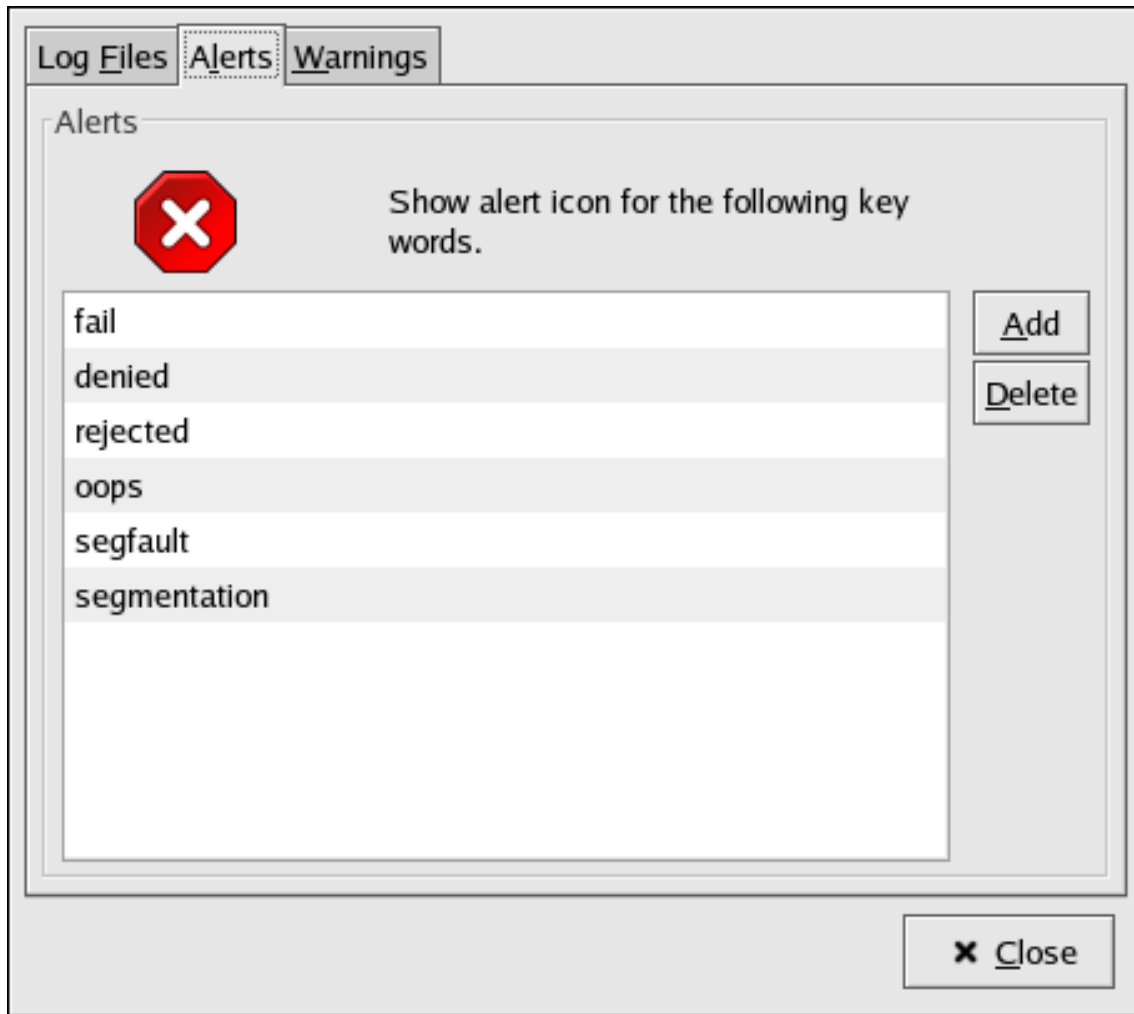 Log Files Alerts Warnings
Alerts
Show alert icon for the following key
words.
fail
denied
rejected
oops
segfault
segmentation
Add
Delete
Close